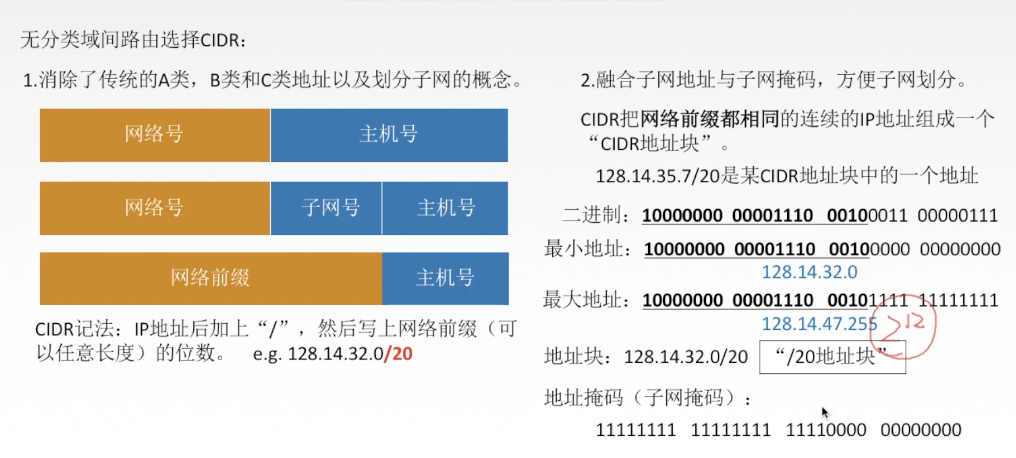 无分类域间路由选择CIDR：
1.消除了传统的A类，B类和C类地址以及划分子网的概念。
网络号 主机号
网络号 子网号 主机号
网络前缀 主机号
CIDR记法：IP地址后加上“/”，然后写上网络前缀（可
以任意长度）的位数。 e.g. 128.14.32.0/20
2.融合子网地址与子网掩码，方便子网划分。
CIDR把网络前缀都相同的连续的IP地址组成一个
“CIDR地址块”。
128.14.35.7/20是某CIDR地址块中的一个地址
二进制：10000000 00001110 00100011 00000111
最小地址：10000000 00001110 00100000 00000000
128.14.32.0
最大地址：10000000 00001110 00101111 11111111
128.14.47.255
地址块：128.14.32.0/20 “/20地址块”
地址掩码（子网掩码）：
11111111 11111111 11110000 00000000